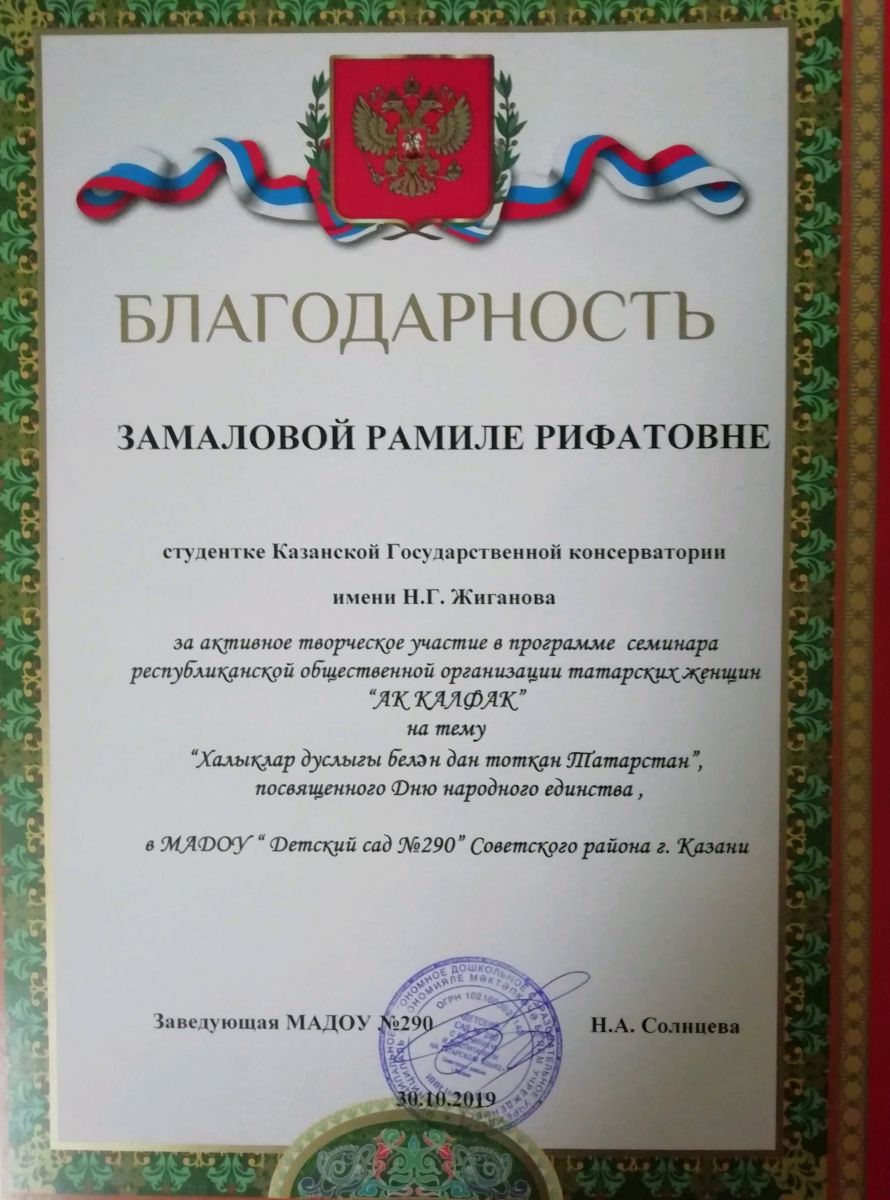 БЛАГОДАРНОСТЬ
ЗАМАЛОВОЙ РАМИЛЕ РИФАТОВНЕ
студентке Казанской Государственной консерватории
имени Н.Г. Жиганова
за активное творческое участие в программе семинара
республиканской общественной организации татарских женщин
“АК КАЛФАК”
на тему
“Халыклар дуслыгы белән дан тоткан Татарстан”,
посвященного Дню народного единства ,
в МАДОУ “ Детский сад №290” Советского района г. Казани
Заведующая МАДОУ №290
Н.А. Солнцева
30.10.2019